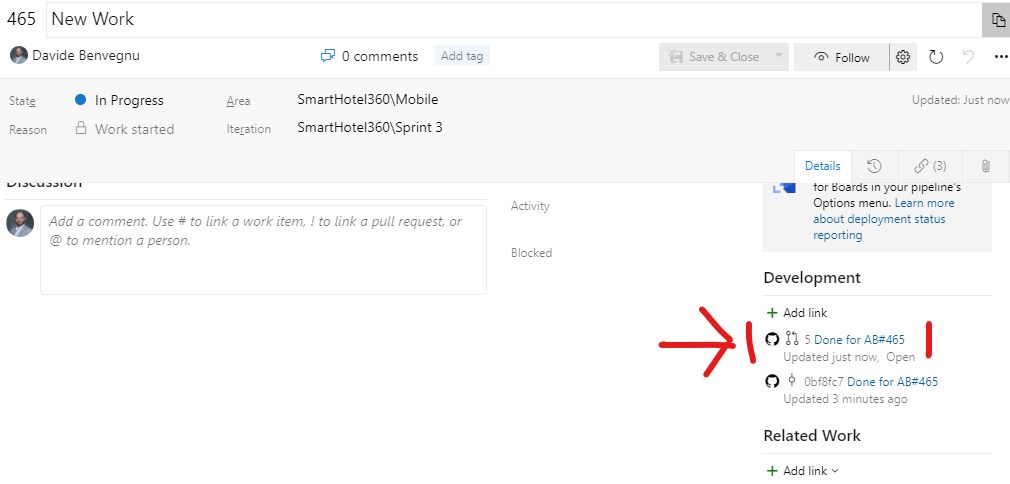 465 New Work
Davide Benvegnu 0 comments Add tag Save & Close Follow
State In Progress Area SmartHotel360\Mobile Updated: Just now
Reason Work started Iteration SmartHotel360\Sprint 3
Details (3)
Discussion
Add a comment. Use # to link a work item, ! to link a pull request, or
@ to mention a person.
Activity
Blocked
for Boards in your pipeline's
Options menu. Learn more
about deployment status
reporting
Development
+ Add link
5 Done for AB#465
Updated just now, Open
0bf8fc7 Done for AB#465
Updated 3 minutes ago
Related Work
+ Add link